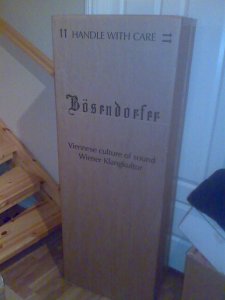 HANDLE WITH CARE
Bösendorfer
Viennese culture of sound
Wiener Klangkultur